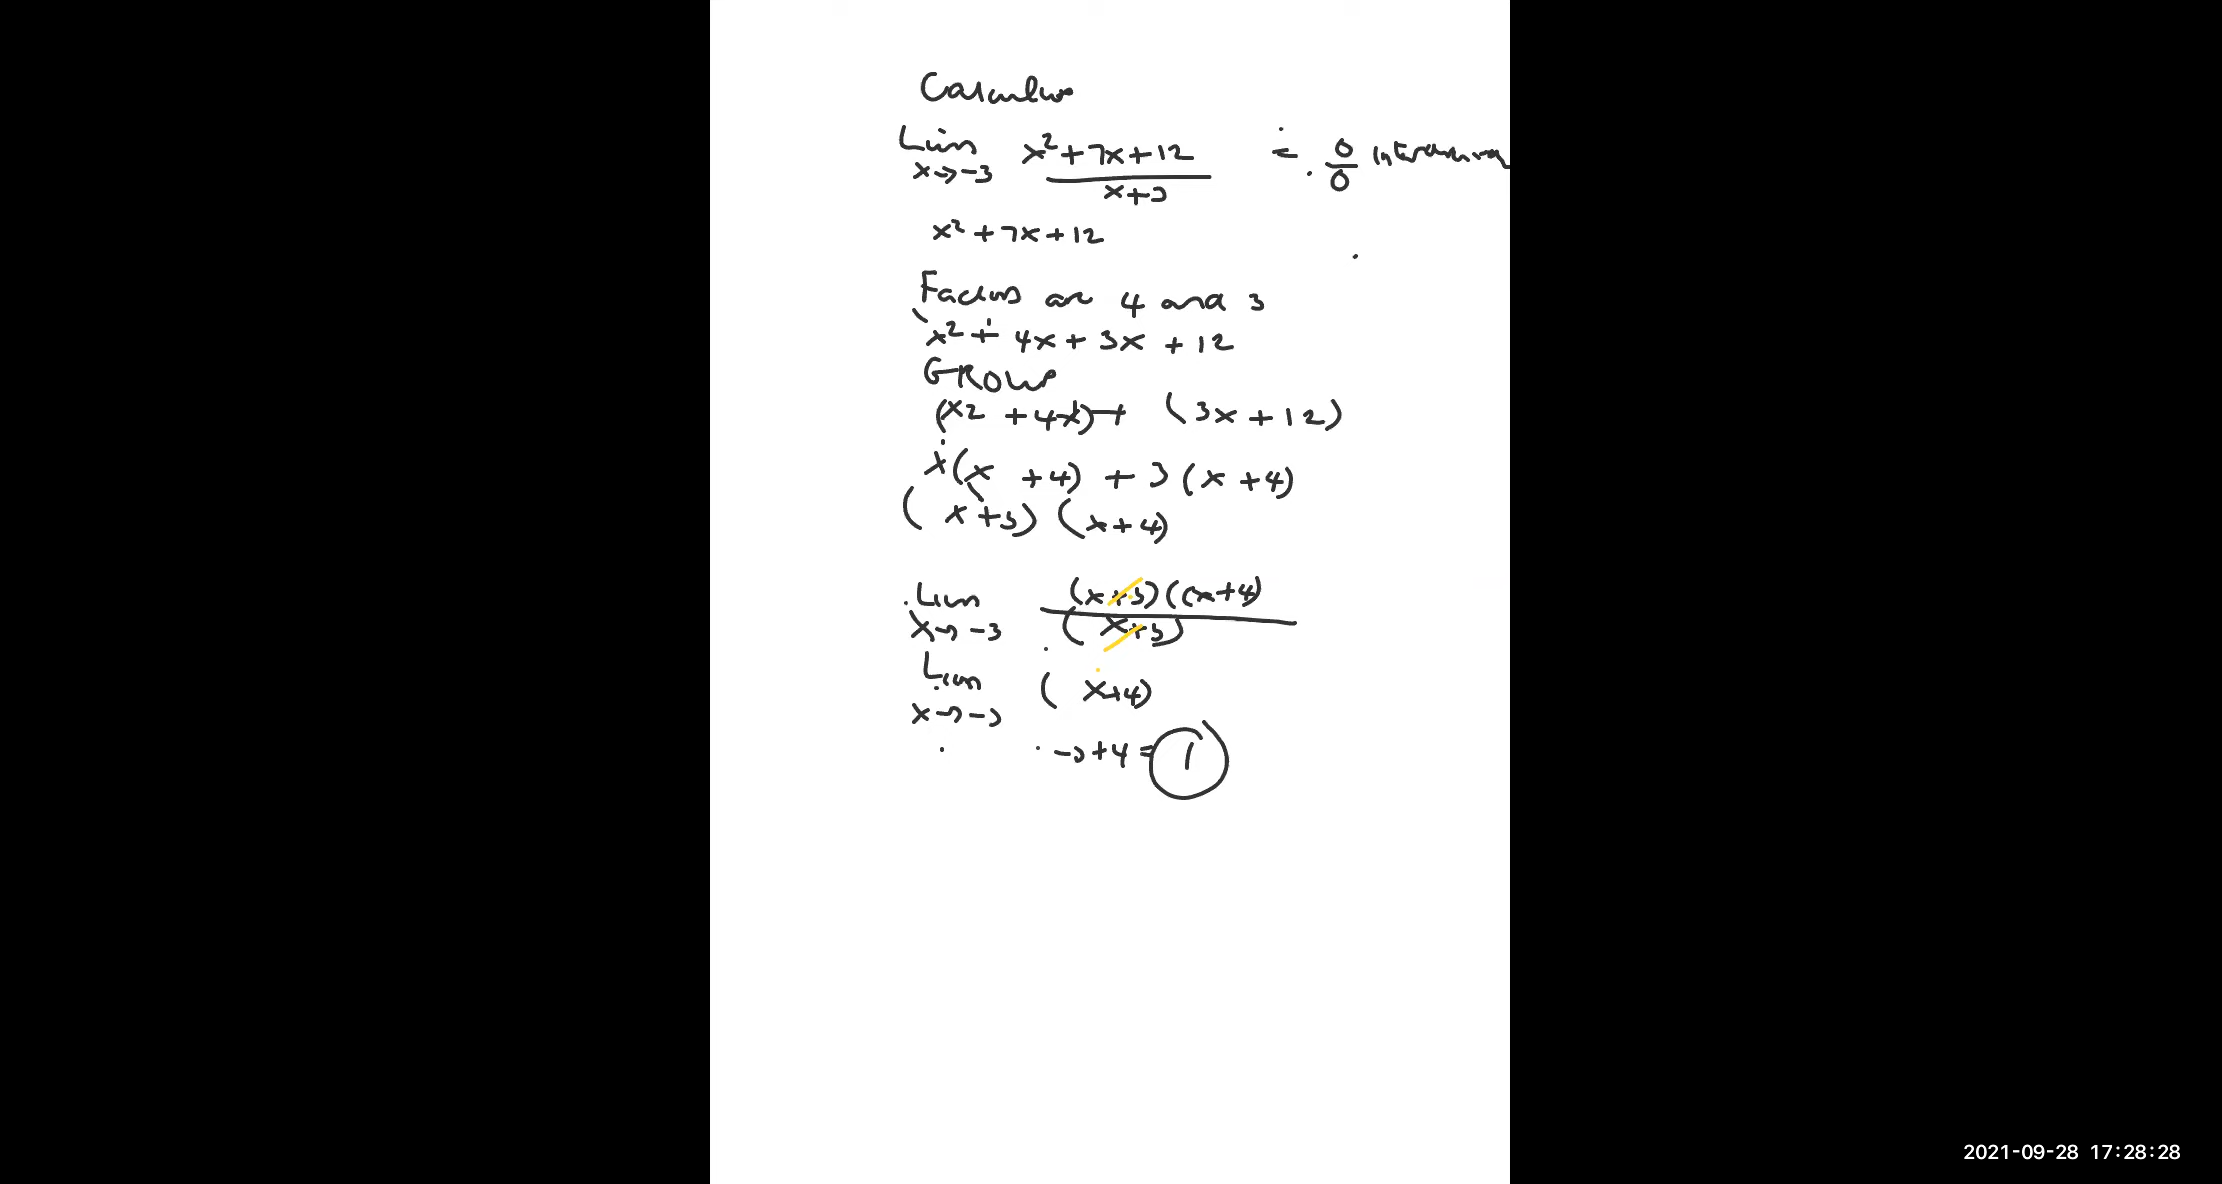 Calculus
Lim x² + 7x + 12 = 0
x→-3 x+3 0
x² + 7x + 12
Factors are 4 and 3
x² + 4x + 3x + 12
GROUP
(x2 + 4x) + (3x + 12)
x(x + 4) + 3(x + 4)
(x+3) (x+4)
Lim (x+3)((x+4)
x→-3 (x+3)
Lim (x+4)
x→-3
-3+4 = 1
2021-09-28 17:28:28